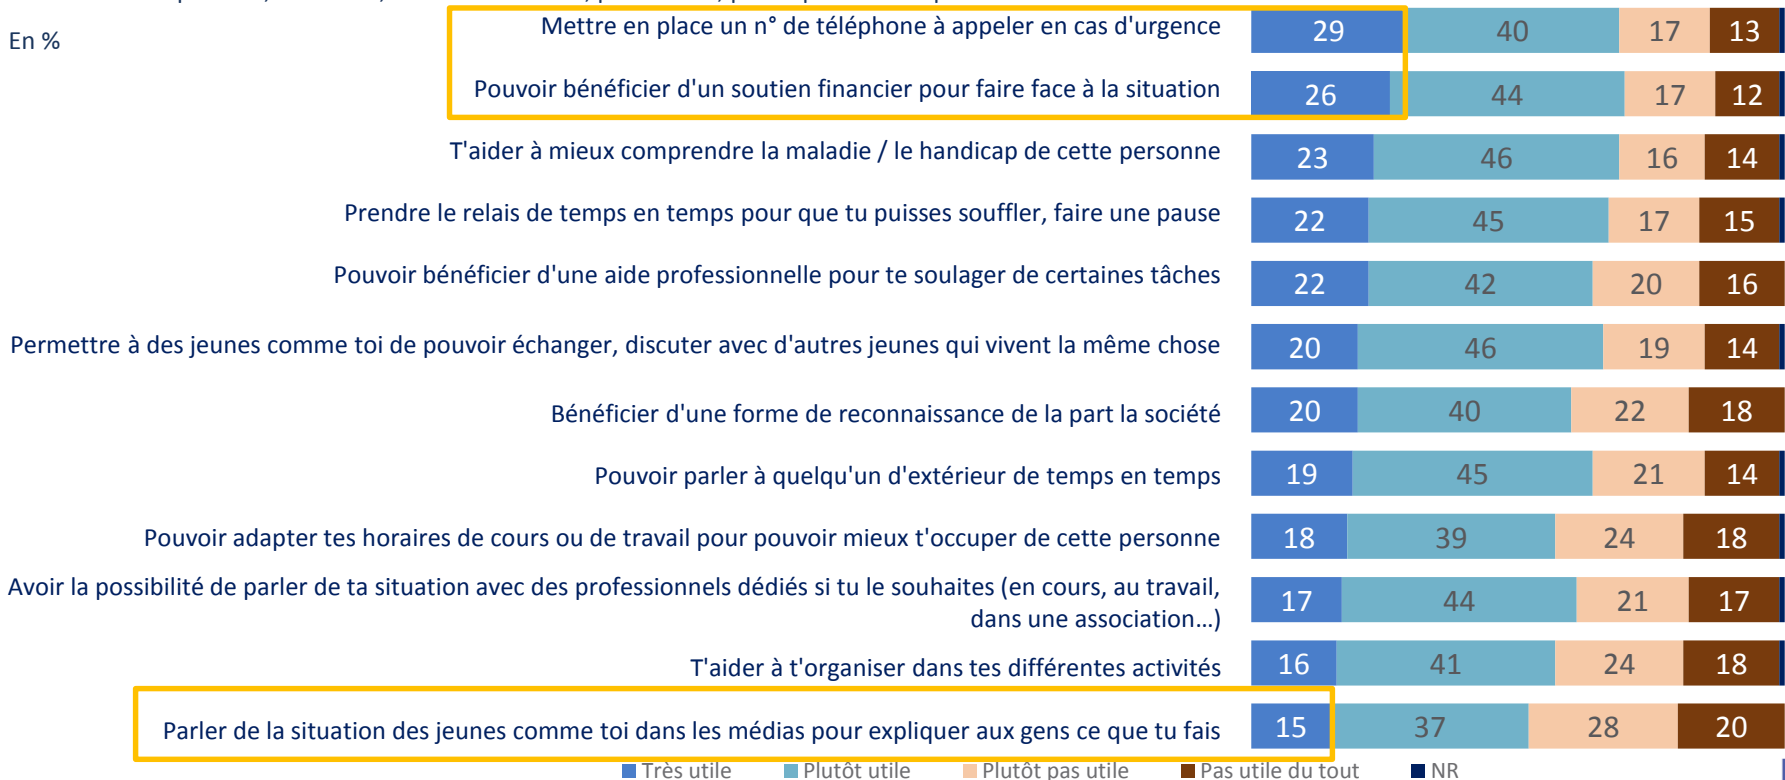 En %
Mettre en place un n° de téléphone à appeler en cas d'urgence 29 40 17 13
Pouvoir bénéficier d'un soutien financier pour faire face à la situation 26 44 17 12
T'aider à mieux comprendre la maladie / le handicap de cette personne 23 46 16 14
Prendre le relais de temps en temps pour que tu puisses souffler, faire une pause 22 45 17 15
Pouvoir bénéficier d'une aide professionnelle pour te soulager de certaines tâches 22 42 20 16
Permettre à des jeunes comme toi de pouvoir échanger, discuter avec d'autres jeunes qui vivent la même chose 20 46 19 14
Bénéficier d'une forme de reconnaissance de la part la société 20 40 22 18
Pouvoir parler à quelqu'un d'extérieur de temps en temps 19 45 21 14
Pouvoir adapter tes horaires de cours ou de travail pour pouvoir mieux t'occuper de cette personne 18 39 24 18
Avoir la possibilité de parler de ta situation avec des professionnels dédiés si tu le souhaites (en cours, au travail,
dans une association…) 17 44 21 17
T'aider à t'organiser dans tes différentes activités 16 41 24 18
Parler de la situation des jeunes comme toi dans les médias pour expliquer aux gens ce que tu fais 15 37 28 20
Très utile Plutôt utile Plutôt pas utile Pas utile du tout NR